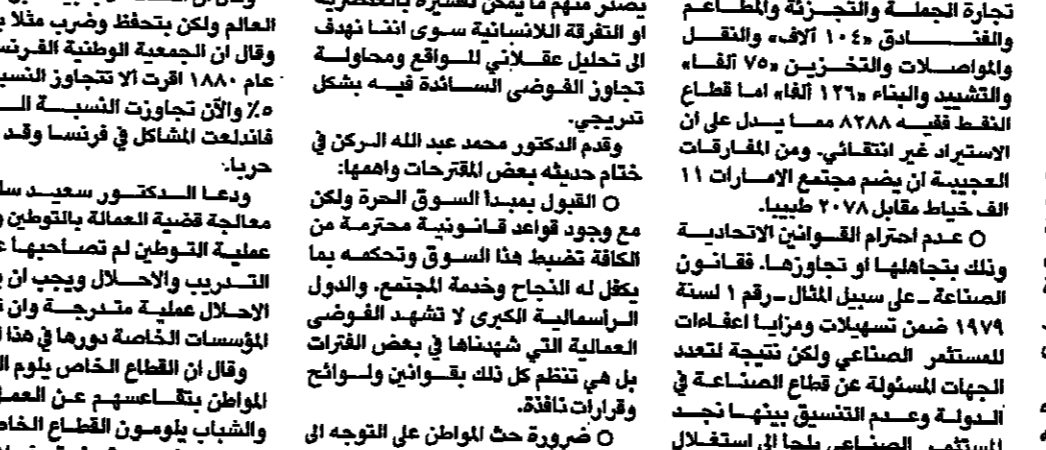 تجارة الجملة والتجزئة والمطاعم
والفنادق «١٠٤ آلاف» والنقل
والمواصلات والتخزين «٧٥ ألفا»
والتشييد والبناء «١٢٦ ألفا» اما قطاع
النفط ففيه ٨٢٨٨ مما يدل على أن
الاستيراد غير انتقائي. ومن المفارقات
العجيبة أن يضم مجتمع الامارات ١١
الف خياط مقابل ٢٠٧٨ طبيبا.
○ عدم احترام القوانين الاتحادية
وذلك بتجاهلها أو تجاوزها. فقانون
الصناعة - على سبيل المثال - رقم ١ لسنة
١٩٧٩ ضمن تسهيلات ومزايا اعفاءات
للمستثمر الصناعي ولكن نتيجة لتعدد
الجهات المسئولة عن قطاع الصناعة في
الدولة وعدم التنسيق بينها نجد
المستثمر الصناعي يلجا الى استغلال
يصدر منهم ما يمكن تفسيره بالعنصرية
او التفرقة اللاانسانية سوى اننا نهدف
الى تحليل عقلاني للواقع ومحاولة
تجاوز الفوضى السائدة فيه بشكل
تدريجي.
وقدم الدكتور محمد عبد الله الركن في
ختام حديثه بعض المقترحات واهمها:
○ القبول بمبدأ السوق الحرة ولكن
مع وجود قواعد قانونية محترمة من
الكافة تضبط هذا السوق وتحكمه بما
يكفل له النجاح وخدمة المجتمع. والدول
الرأسمالية الكبرى لا تشهد الفوضى
العمالية التي شهدناها في بعض الفترات
بل هي تنظم كل ذلك بقوانين ولوائح
وقرارات نافذة.
○ ضرورة حث المواطن على التوجه الى
العالم ولكن بتحفظ وضرب مثلا
وقال ان الجمعية الوطنية
عام ١٨٨٠ اقرت ألا تتجاوز
٥٪ والآن تجاوزت النسبة
فاندلعت المشاكل في فرنسا وقد
حربا.
ودعا الدكتور سعيد
معالجة قضية العمالة بالتوطين
عملية التوطين لم تصاحبها
التدريب والاحلال ويجب ان
الاحلال عملية متدرجة وان
المؤسسات الخاصة دورها في هذا
وقال ان القطاع الخاص يلوم
المواطن بتقاعسهم عن
والشباب يلومون القطاع